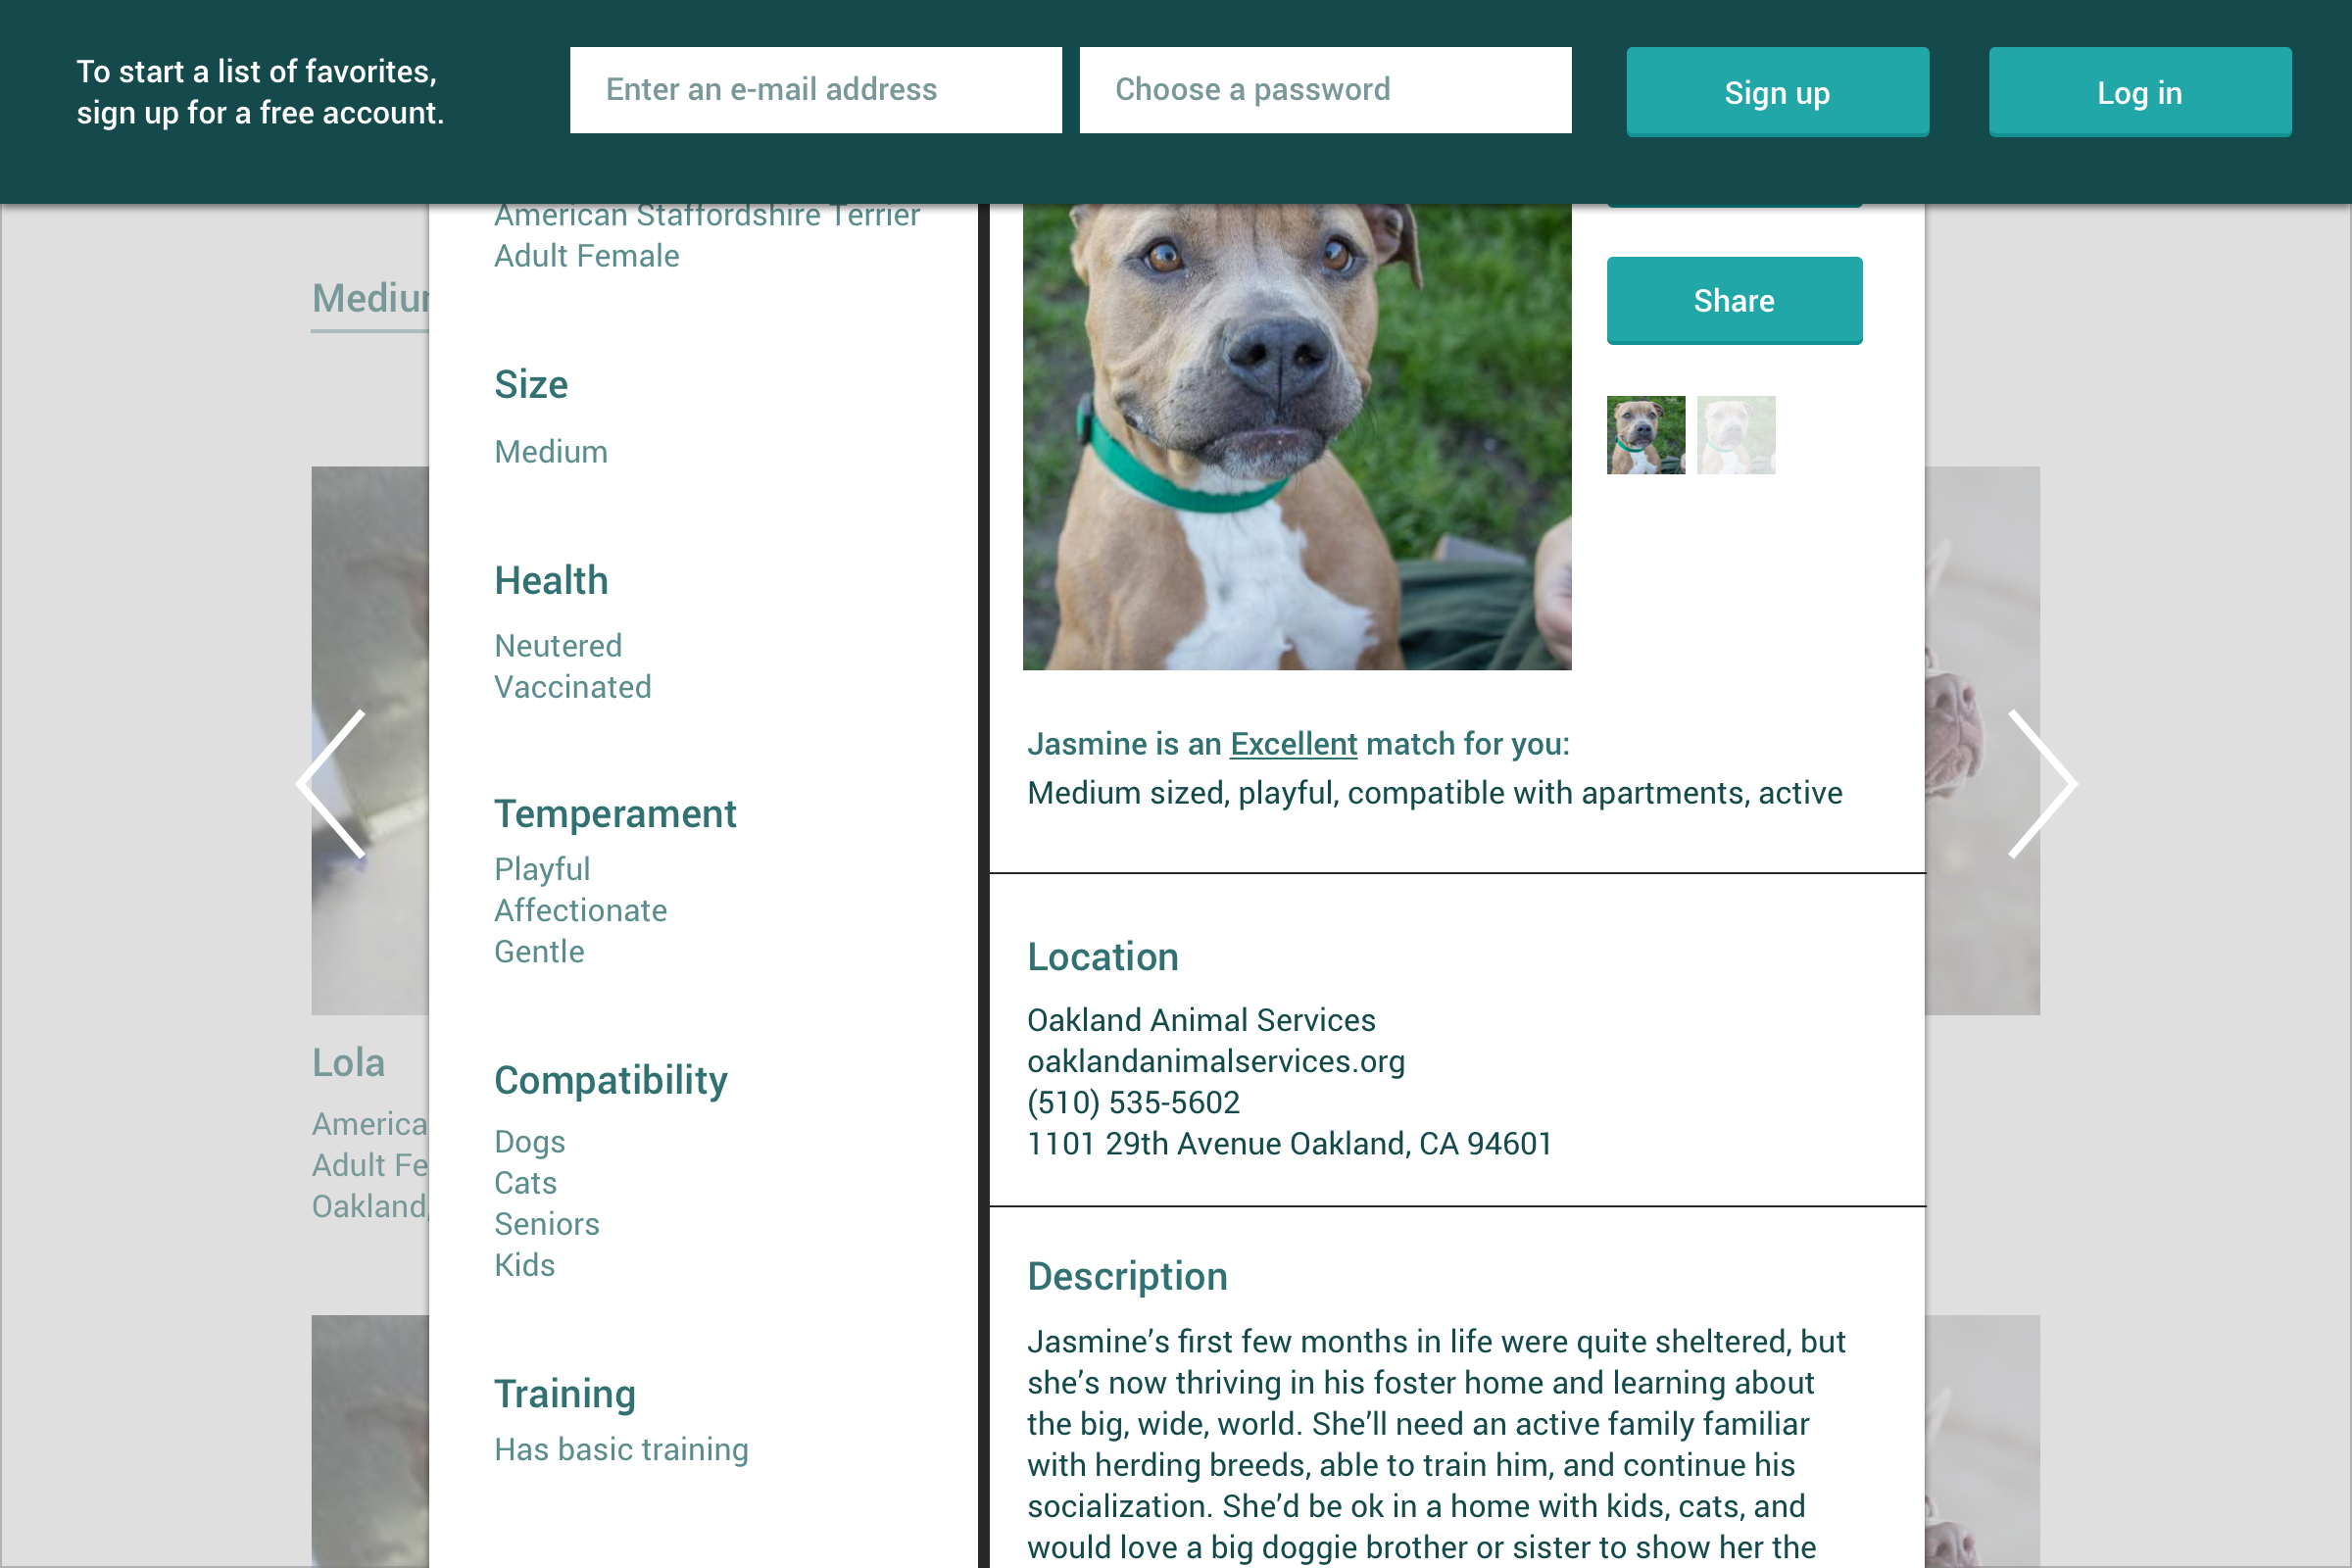 To start a list of favorites,
sign up for a free account.
Enter an e-mail address
Choose a password
Sign up
Log in
American Staffordshire Terrier
Adult Female
Size
Medium
Health
Neutered
Vaccinated
Temperament
Playful
Affectionate
Gentle
Compatibility
Dogs
Cats
Seniors
Kids
Training
Has basic training
Share
Jasmine is an Excellent match for you:
Medium sized, playful, compatible with apartments, active
Location
Oakland Animal Services
oaklandanimalservices.org
(510) 535-5602
1101 29th Avenue Oakland, CA 94601
Description
Jasmine’s first few months in life were quite sheltered, but
she’s now thriving in his foster home and learning about
the big, wide, world. She’ll need an active family familiar
with herding breeds, able to train him, and continue his
socialization. She’d be ok in a home with kids, cats, and
would love a big doggie brother or sister to show her the
Lola
Adult
Oakland,